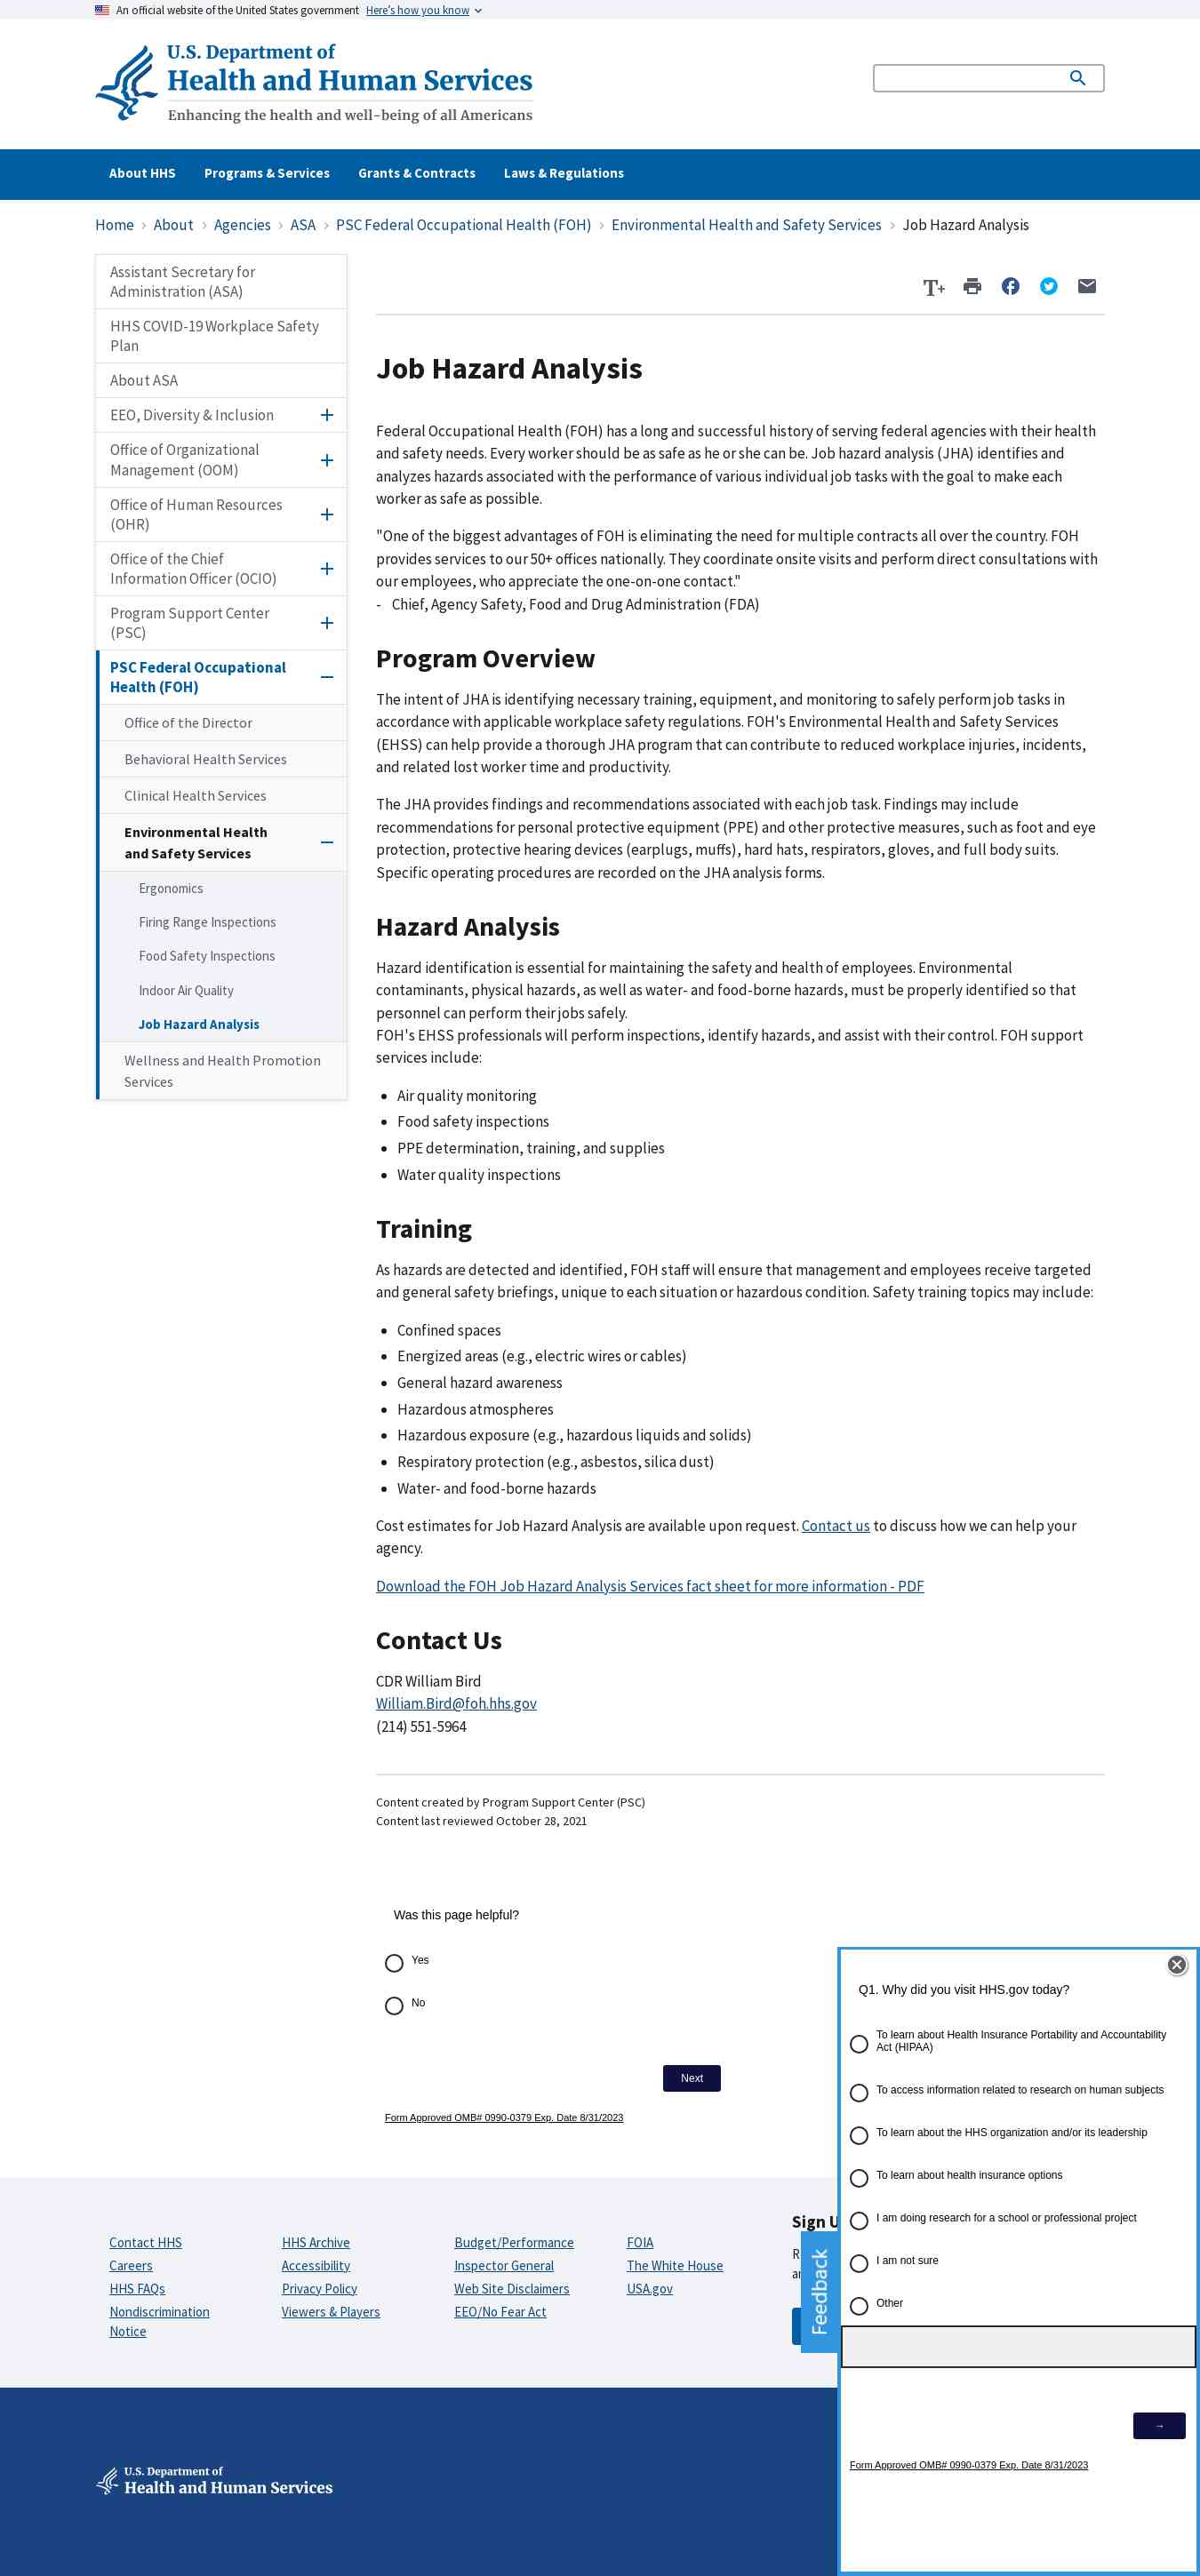 An official website of the United States government Here's how you know
U.S. Department of
Health and Human Services
Enhancing the health and well-being of all Americans
About HHS Programs & Services Grants & Contracts Laws & Regulations
Home > About > Agencies > ASA > PSC Federal Occupational Health (FOH) > Environmental Health and Safety Services > Job Hazard Analysis
Assistant Secretary for
Administration (ASA)
HHS COVID-19 Workplace Safety
Plan
About ASA
EEO, Diversity & Inclusion
Office of Organizational
Management (OOM)
Office of Human Resources
(OHR)
Office of the Chief
Information Officer (OCIO)
Program Support Center
(PSC)
PSC Federal Occupational
Health (FOH)
Office of the Director
Behavioral Health Services
Clinical Health Services
Environmental Health
and Safety Services
Ergonomics
Firing Range Inspections
Food Safety Inspections
Indoor Air Quality
Job Hazard Analysis
Wellness and Health Promotion
Services
T+
Job Hazard Analysis
Federal Occupational Health (FOH) has a long and successful history of serving federal agencies with their health
and safety needs. Every worker should be as safe as he or she can be. Job hazard analysis (JHA) identifies and
analyzes hazards associated with the performance of various individual job tasks with the goal to make each
worker as safe as possible.
"One of the biggest advantages of FOH is eliminating the need for multiple contracts all over the country. FOH
provides services to our 50+ offices nationally. They coordinate onsite visits and perform direct consultations with
our employees, who appreciate the one-on-one contact."
- Chief, Agency Safety, Food and Drug Administration (FDA)
Program Overview
The intent of JHA is identifying necessary training, equipment, and monitoring to safely perform job tasks in
accordance with applicable workplace safety regulations. FOH's Environmental Health and Safety Services
(EHSS) can help provide a thorough JHA program that can contribute to reduced workplace injuries, incidents,
and related lost worker time and productivity.
The JHA provides findings and recommendations associated with each job task. Findings may include
recommendations for personal protective equipment (PPE) and other protective measures, such as foot and eye
protection, protective hearing devices (earplugs, muffs), hard hats, respirators, gloves, and full body suits.
Specific operating procedures are recorded on the JHA analysis forms.
Hazard Analysis
Hazard identification is essential for maintaining the safety and health of employees. Environmental
contaminants, physical hazards, as well as water- and food-borne hazards, must be properly identified so that
personnel can perform their jobs safely.
FOH's EHSS professionals will perform inspections, identify hazards, and assist with their control. FOH support
services include:
• Air quality monitoring
• Food safety inspections
• PPE determination, training, and supplies
• Water quality inspections
Training
As hazards are detected and identified, FOH staff will ensure that management and employees receive targeted
and general safety briefings, unique to each situation or hazardous condition. Safety training topics may include:
• Confined spaces
• Energized areas (e.g., electric wires or cables)
• General hazard awareness
• Hazardous atmospheres
• Hazardous exposure (e.g., hazardous liquids and solids)
• Respiratory protection (e.g., asbestos, silica dust)
• Water- and food-borne hazards
Cost estimates for Job Hazard Analysis are available upon request. Contact us to discuss how we can help your
agency.
Download the FOH Job Hazard Analysis Services fact sheet for more information - PDF
Contact Us
CDR William Bird
William.Bird@foh.hhs.gov
(214) 551-5964
Content created by Program Support Center (PSC)
Content last reviewed October 28, 2021
Was this page helpful?
Yes
No
Next
Form Approved OMB# 0990-0379 Exp. Date 8/31/2023
Q1. Why did you visit HHS.gov today?
To learn about Health Insurance Portability and Accountability
Act (HIPAA)
To access information related to research on human subjects
To learn about the HHS organization and/or its leadership
To learn about health insurance options
I am doing research for a school or professional project
I am not sure
Other
→
Form Approved OMB# 0990-0379 Exp. Date 8/31/2023
Feedback
Contact HHS
Careers
HHS FAQs
Nondiscrimination
Notice
HHS Archive
Accessibility
Privacy Policy
Viewers & Players
Budget/Performance
Inspector General
Web Site Disclaimers
EEO/No Fear Act
FOIA
The White House
USA.gov
Sign
U.S. Department of
Health and Human Services